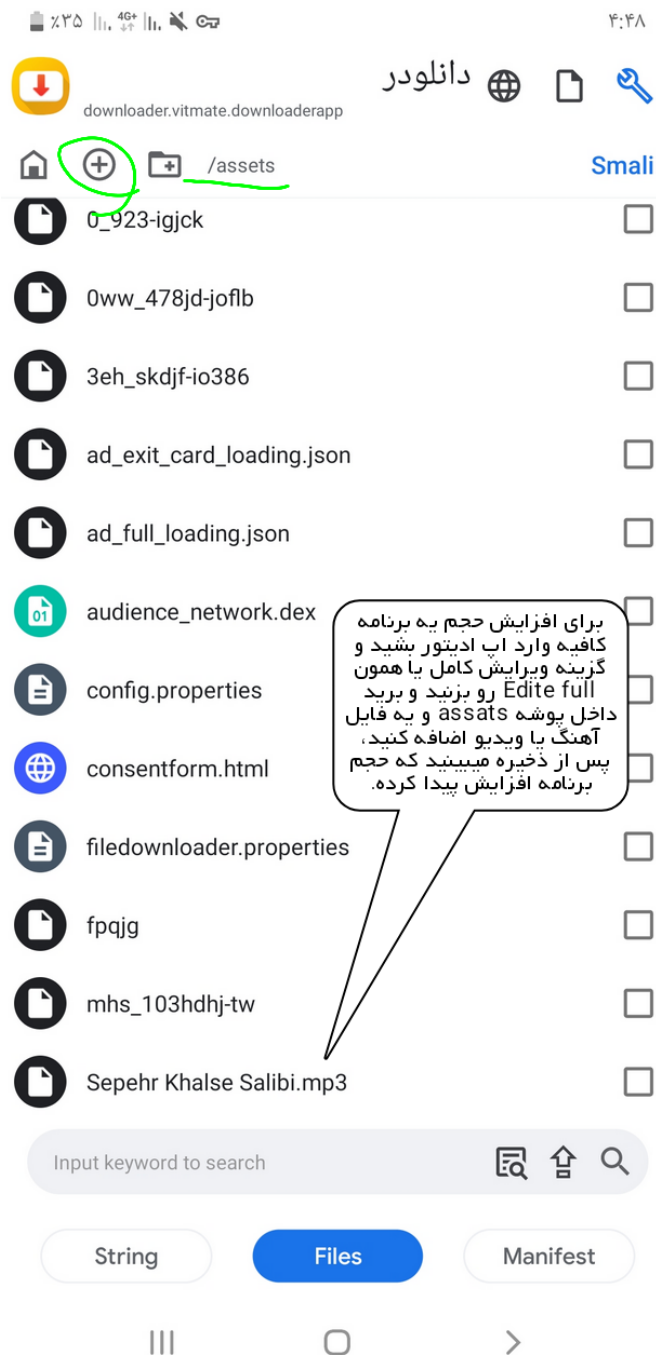 ٪۳۵ 4G+ ۴:۴۸
دانلودر
downloader.vitmate.downloaderapp
/assets Smali
0_923-igjck
0ww_478jd-joflb
3eh_skdjf-io386
ad_exit_card_loading.json
ad_full_loading.json
audience_network.dex
01
config.properties
consentform.html
filedownloader.properties
fpqjg
mhs_103hdhj-tw
Sepehr Khalse Salibi.mp3
برای افزایش حجم یه برنامه
کافیه وارد اپ ادیتور بشید و
گزینه ویرایش کامل یا همون
Edite full رو بزنید و برید
داخل پوشه assats و یه فایل
آهنگ یا ویدیو اضافه کنید،
پس از ذخیره میبینید که حجم
برنامه افزایش پیدا کرده.
Input keyword to search
String Files Manifest